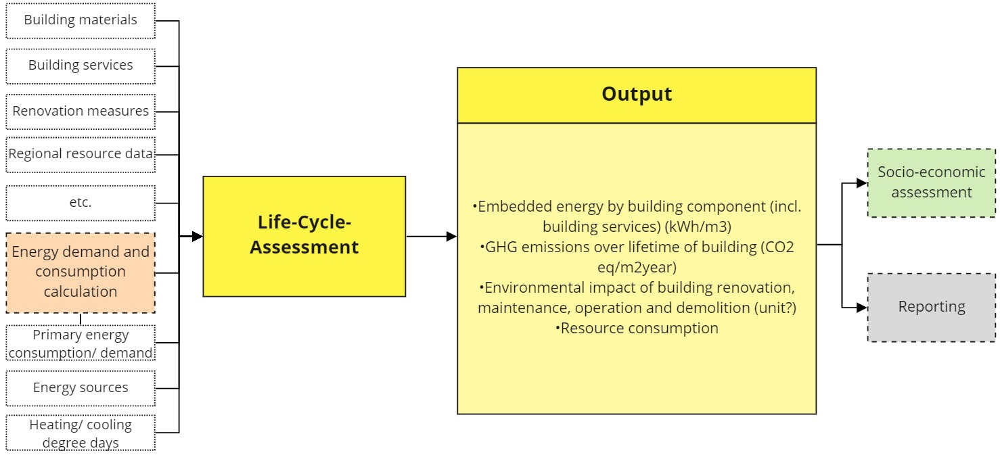 Building materials
Building services
Renovation measures
Regional resource data
etc.
Energy demand and
consumption
calculation
Primary energy
consumption/ demand
Energy sources
Heating/ cooling
degree days
Life-Cycle-
Assessment
Output
•Embedded energy by building component (incl.
building services) (kWh/m3)
•GHG emissions over lifetime of building (CO2
eq/m2year)
•Environmental impact of building renovation,
maintenance, operation and demolition (unit?)
•Resource consumption
Socio-economic
assessment
Reporting